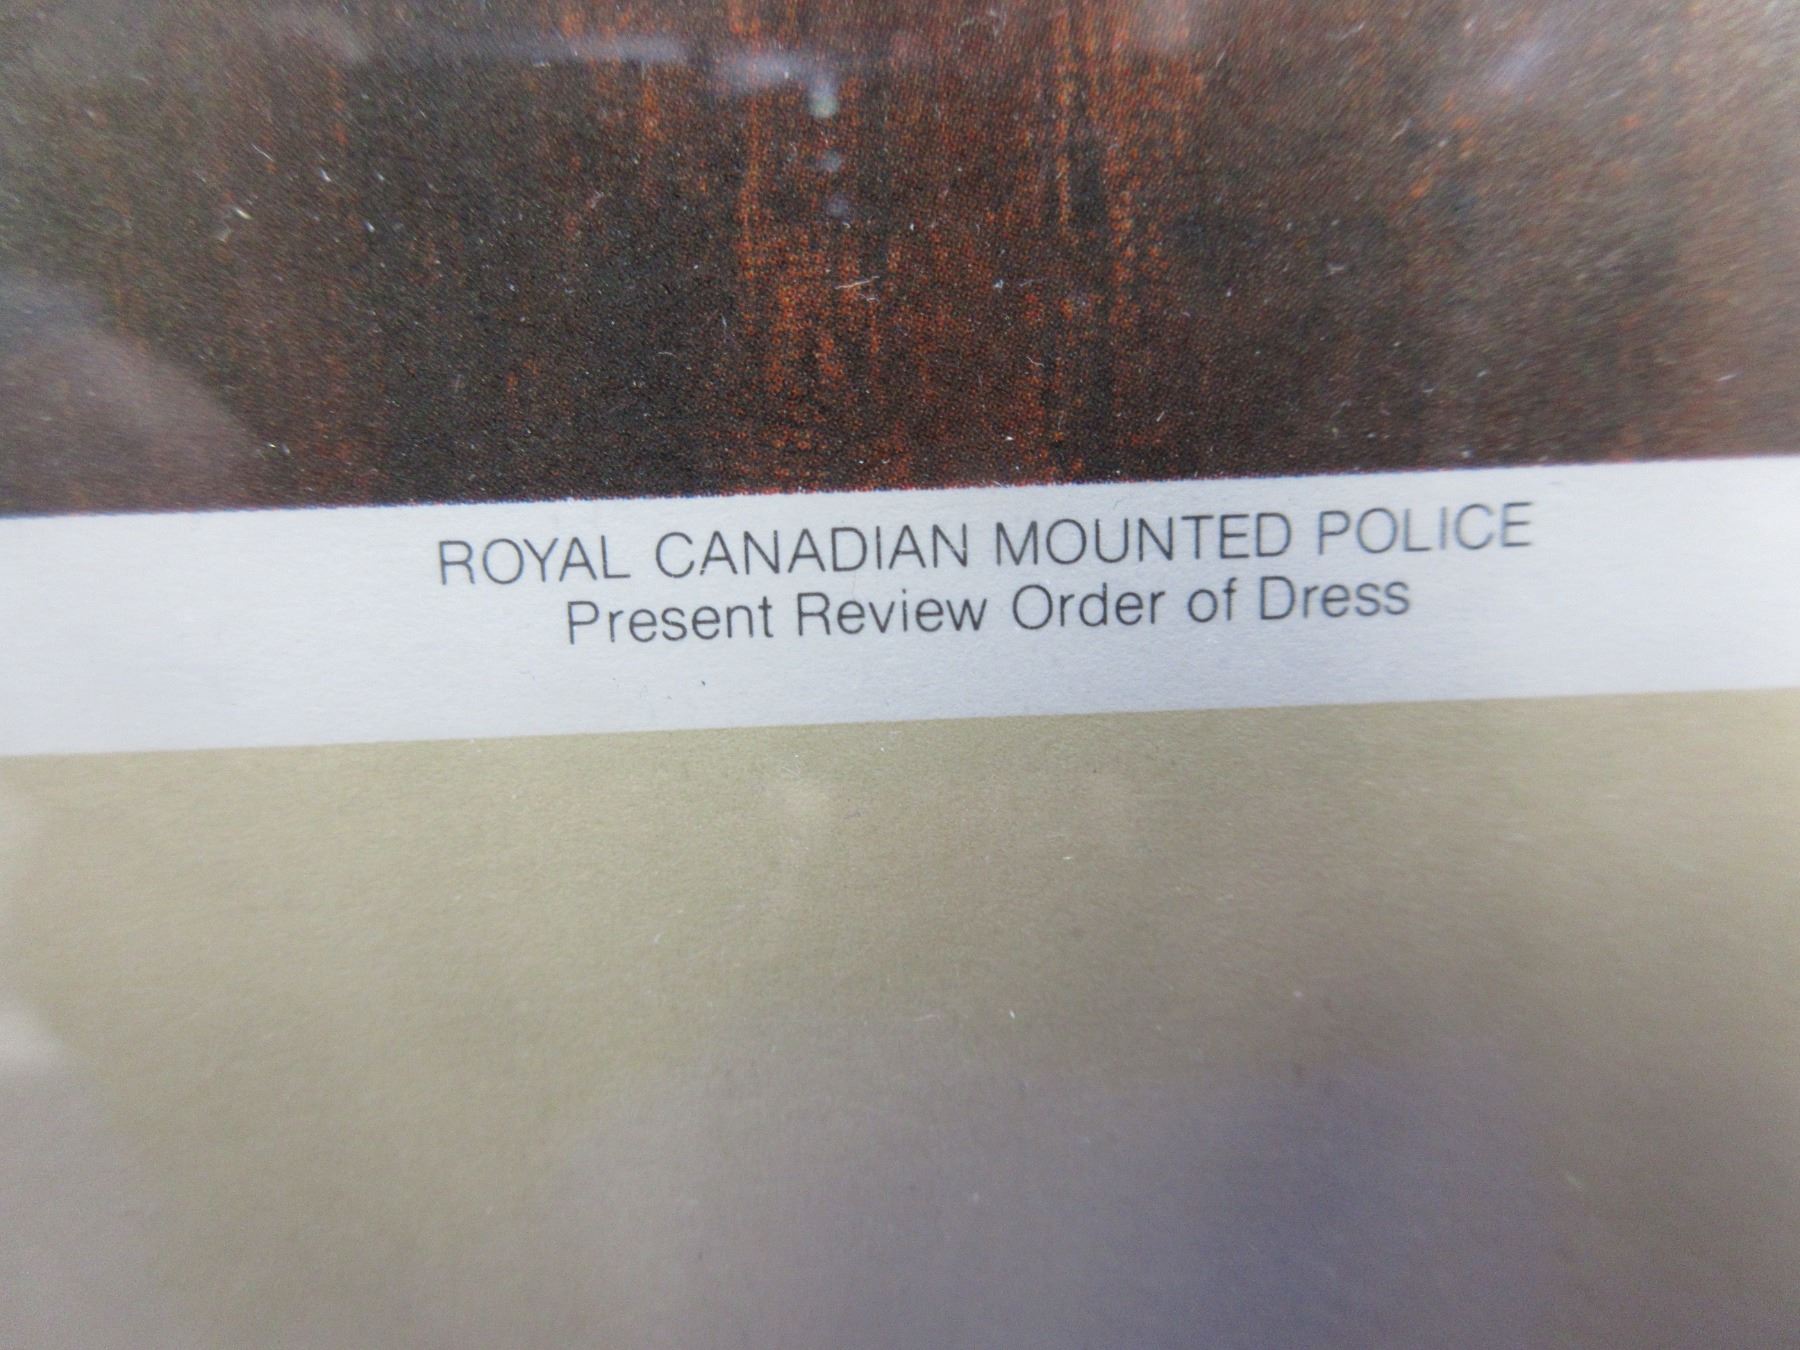 ROYAL CANADIAN MOUNTED POLICE
Present Review Order of Dress